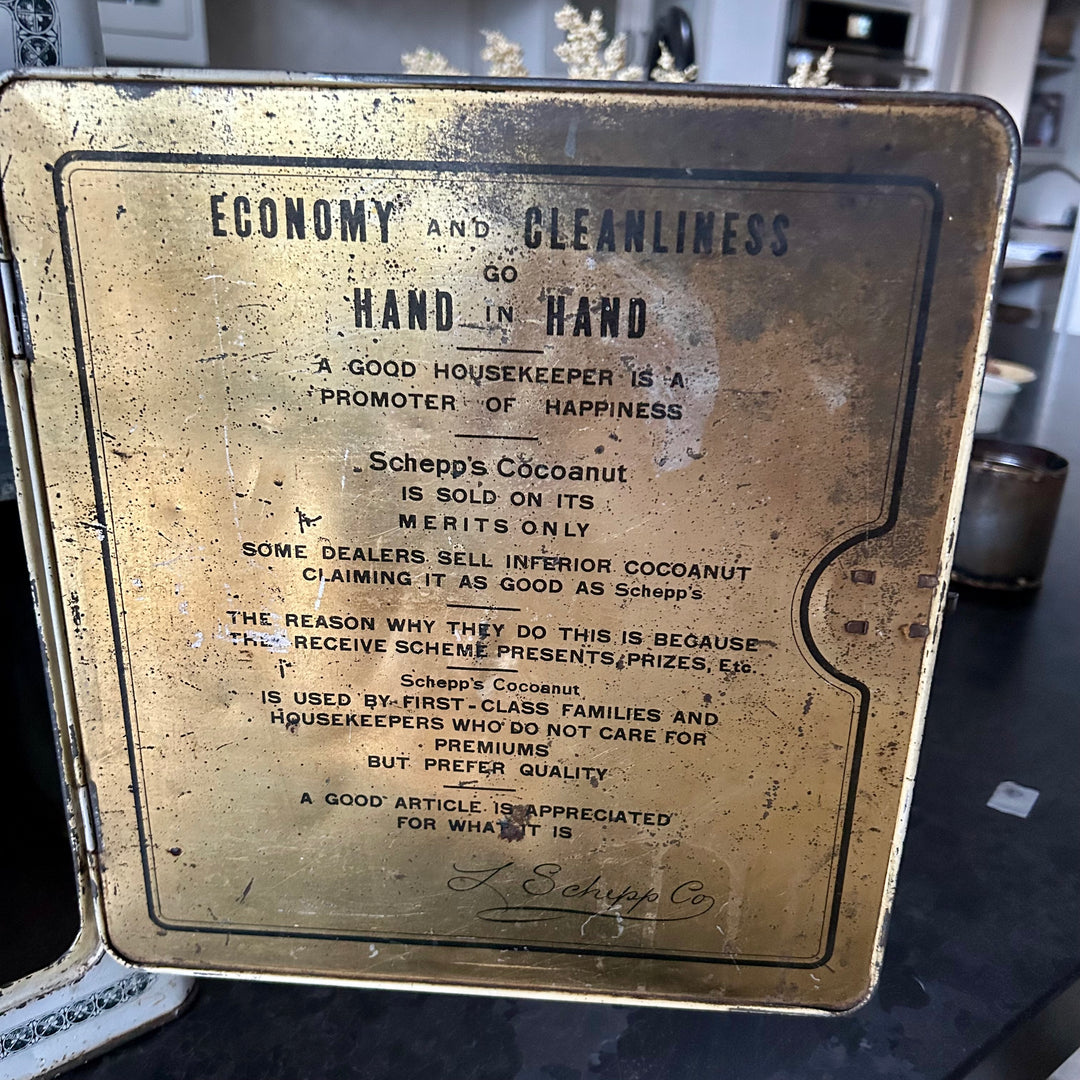 ECONOMY AND CLEANLINESS
GO
HAND IN HAND
A GOOD HOUSEKEEPER IS A
PROMOTER OF HAPPINESS
Schepp's Cocoanut
IS SOLD ON ITS
MERITS ONLY
SOME DEALERS SELL INFERIOR COCOANUT
CLAIMING IT AS GOOD AS Schepp's
THE REASON WHY THEY DO THIS IS BECAUSE
THEY RECEIVE SCHEME PRESENTS, PRIZES, Etc.
Schepp's Cocoanut
IS USED BY FIRST-CLASS FAMILIES AND
HOUSEKEEPERS WHO DO NOT CARE FOR
PREMIUMS
BUT PREFER QUALITY
A GOOD ARTICLE IS APPRECIATED
FOR WHAT IT IS
L Schepp Co